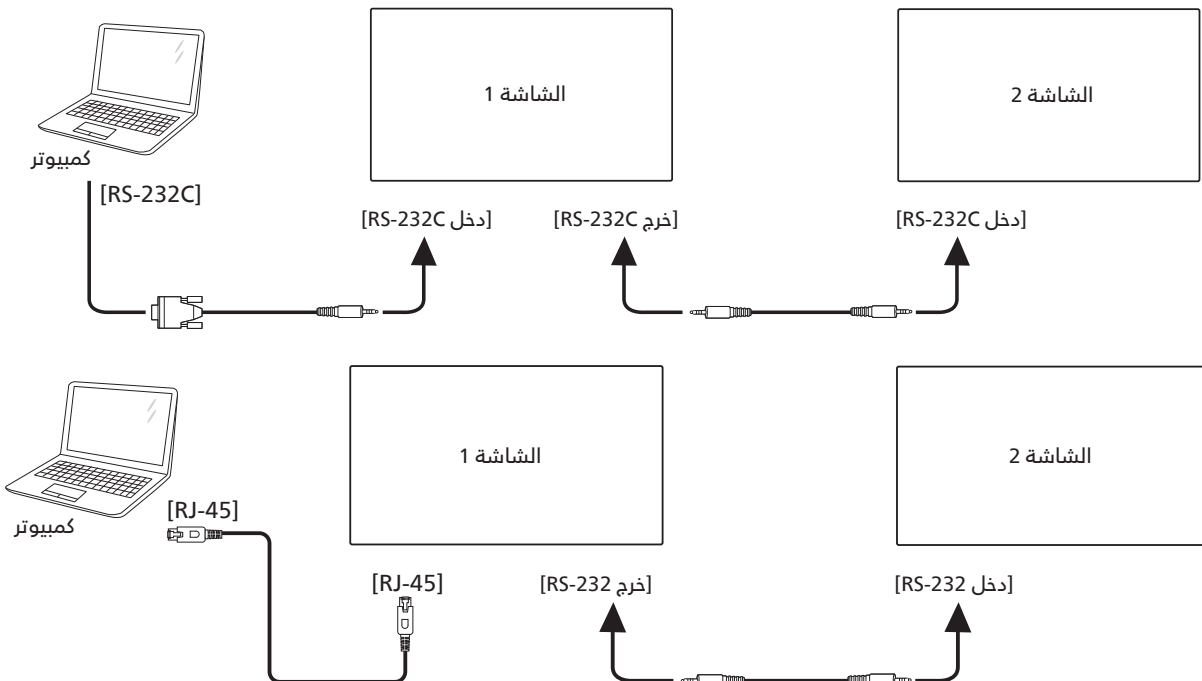 الشاشة 1
الشاشة 2
كمبيوتر
[RS-232C]
[دخل RS-232C]
[خرج RS-232C]
[دخل RS-232C]
الشاشة 1
الشاشة 2
كمبيوتر
[RJ-45]
[RJ-45]
[خرج RS-232]
[دخل RS-232]